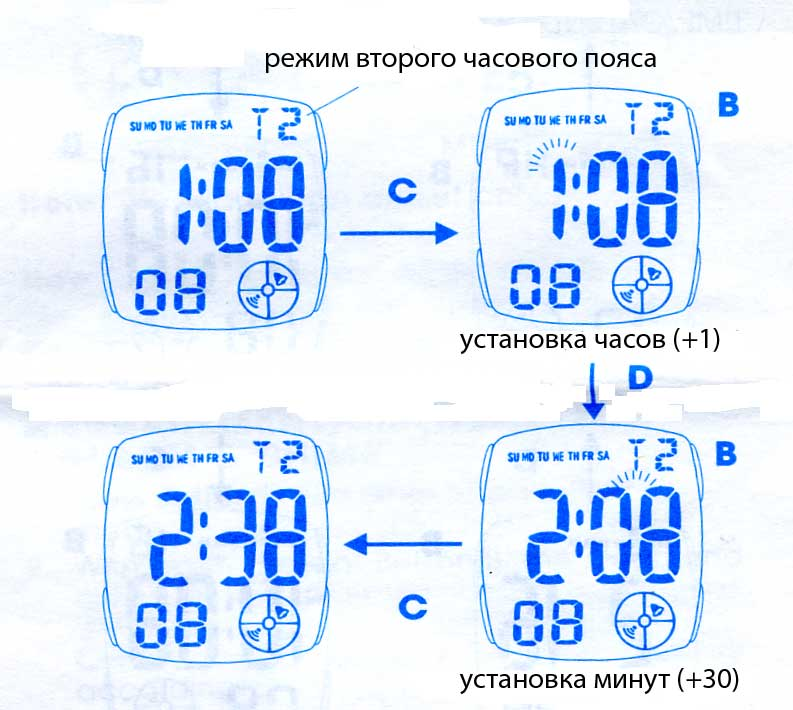 режим второго часового пояса
SU MO TU WE TH FR SA T2
1:08
08
C
SU MO TU WE TH FR SA T2
B
1:08
08
установка часов (+1)
D
SU MO TU WE TH FR SA T2
2:38
08
C
SU MO TU WE TH FR SA T2
B
2:08
08
установка минут (+30)